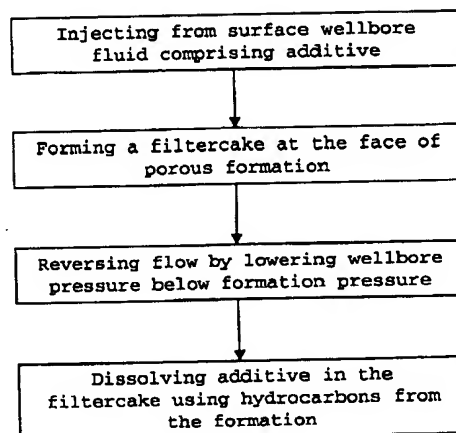 Injecting from surface wellbore
fluid comprising additive
Forming a filtercake at the face of
porous formation
Reversing flow by lowering wellbore
pressure below formation pressure
Dissolving additive in the
filtercake using hydrocarbons from
the formation